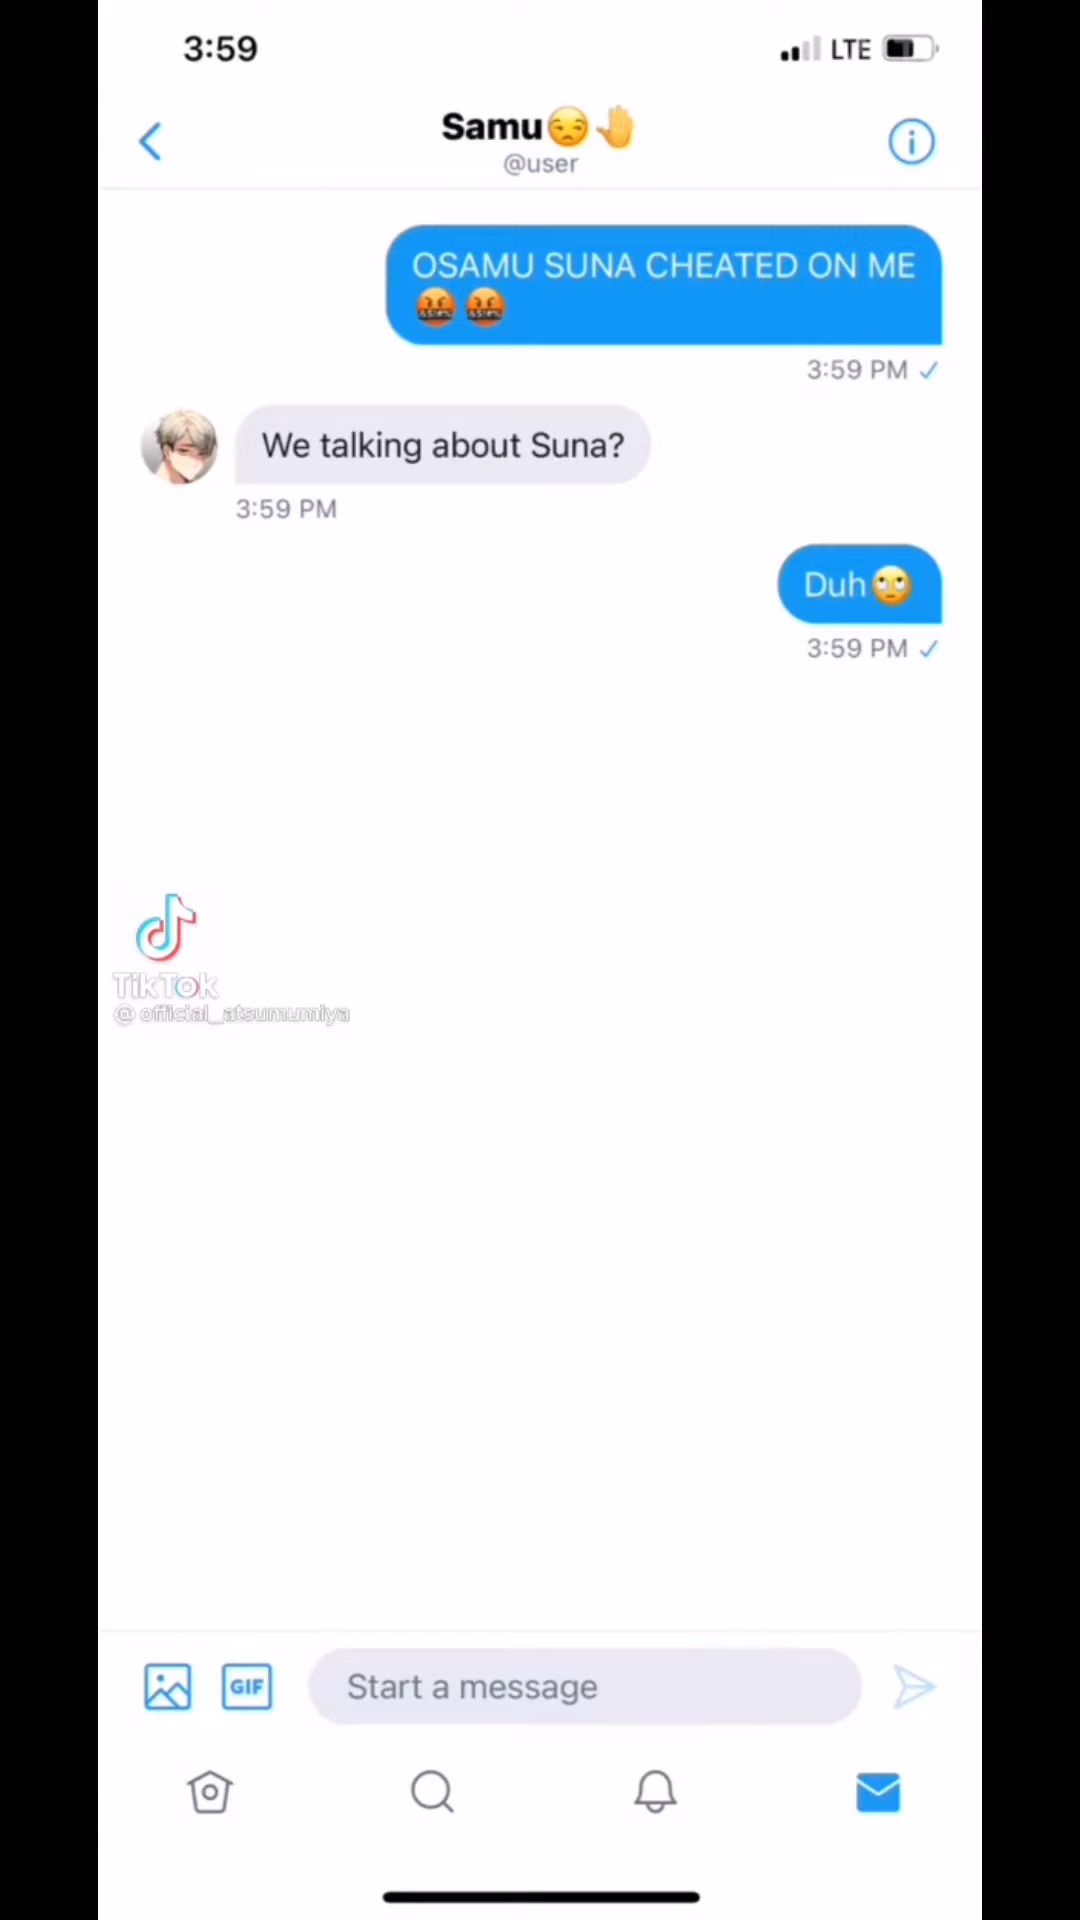 3:59
LTE
Samu😒🤚
@user
OSAMU SUNA CHEATED ON ME
🤬🤬
3:59 PM ✓
We talking about Suna?
3:59 PM
Duh🙄
3:59 PM ✓
TikTok
@ official_atsumumiya
GIF
Start a message